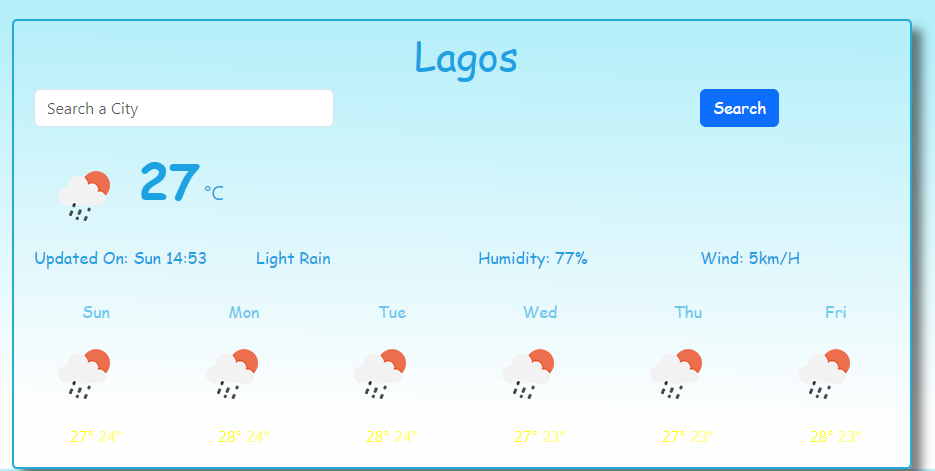 Lagos
Search a City Search
27 °C
Updated On: Sun 14:53 Light Rain Humidity: 77% Wind: 5km/H
Sun Mon Tue Wed Thu Fri
27° 24° 28° 24° 28° 24° 27° 23° 27° 23° 28° 23°